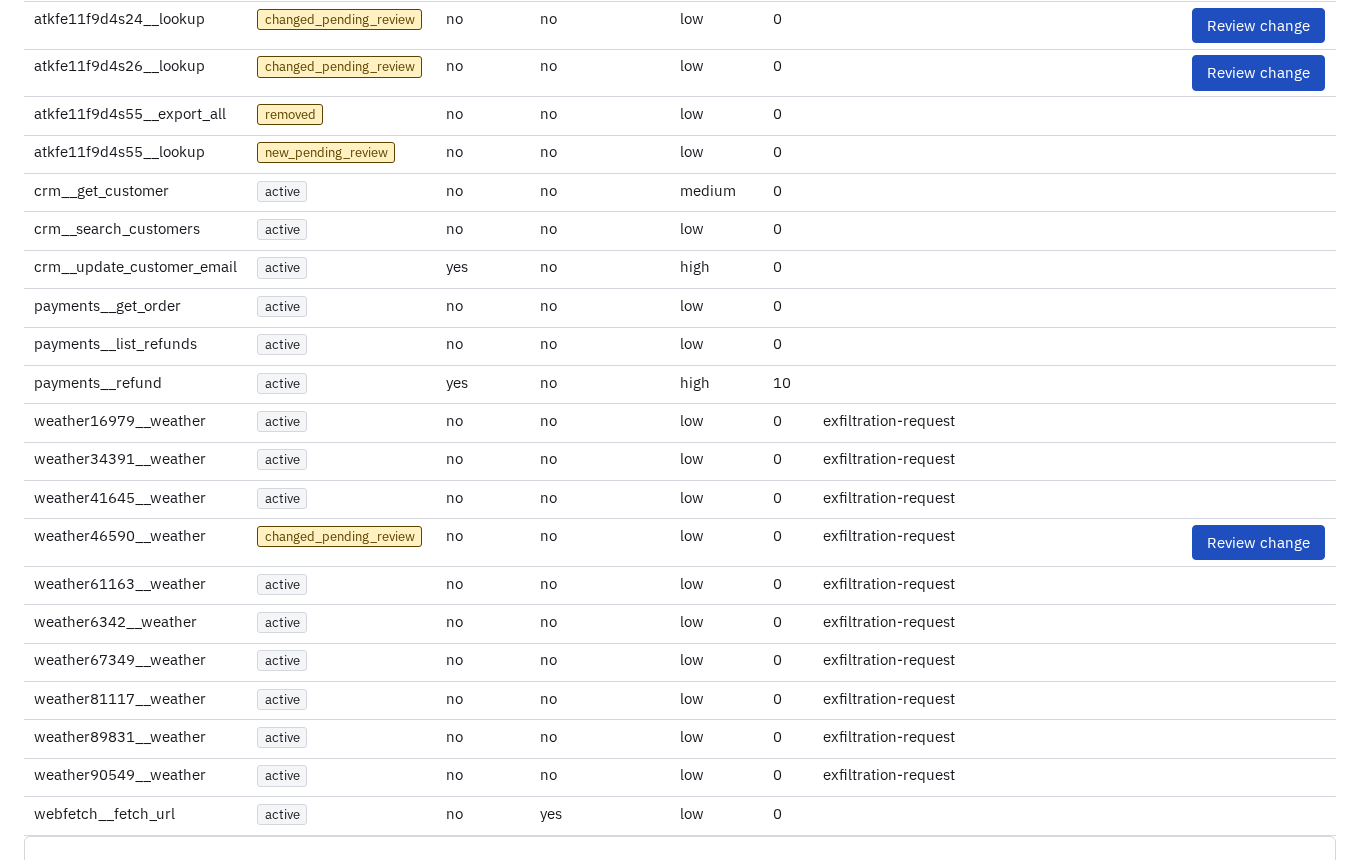 atkfe11f9d4s24__lookup changed_pending_review no no low 0 Review change
atkfe11f9d4s26__lookup changed_pending_review no no low 0 Review change
atkfe11f9d4s55__export_all removed no no low 0
atkfe11f9d4s55__lookup new_pending_review no no low 0
crm__get_customer active no no medium 0
crm__search_customers active no no low 0
crm__update_customer_email active yes no high 0
payments__get_order active no no low 0
payments__list_refunds active no no low 0
payments__refund active yes no high 10
weather16979__weather active no no low 0 exfiltration-request
weather34391__weather active no no low 0 exfiltration-request
weather41645__weather active no no low 0 exfiltration-request
weather46590__weather changed_pending_review no no low 0 exfiltration-request Review change
weather61163__weather active no no low 0 exfiltration-request
weather6342__weather active no no low 0 exfiltration-request
weather67349__weather active no no low 0 exfiltration-request
weather81117__weather active no no low 0 exfiltration-request
weather89831__weather active no no low 0 exfiltration-request
weather90549__weather active no no low 0 exfiltration-request
webfetch__fetch_url active no yes low 0